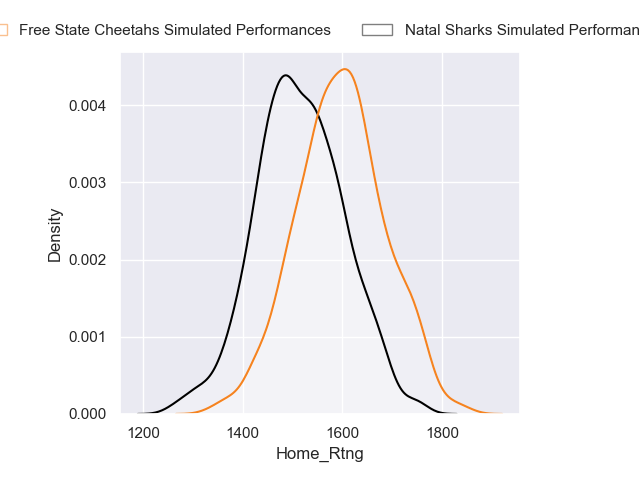 Free State Cheetahs Simulated Performances
Natal Sharks Simulated Performan
0.004
0.003
0.002
0.001
0.000
Density
1200 1400 1600 1800
Home_Rtng